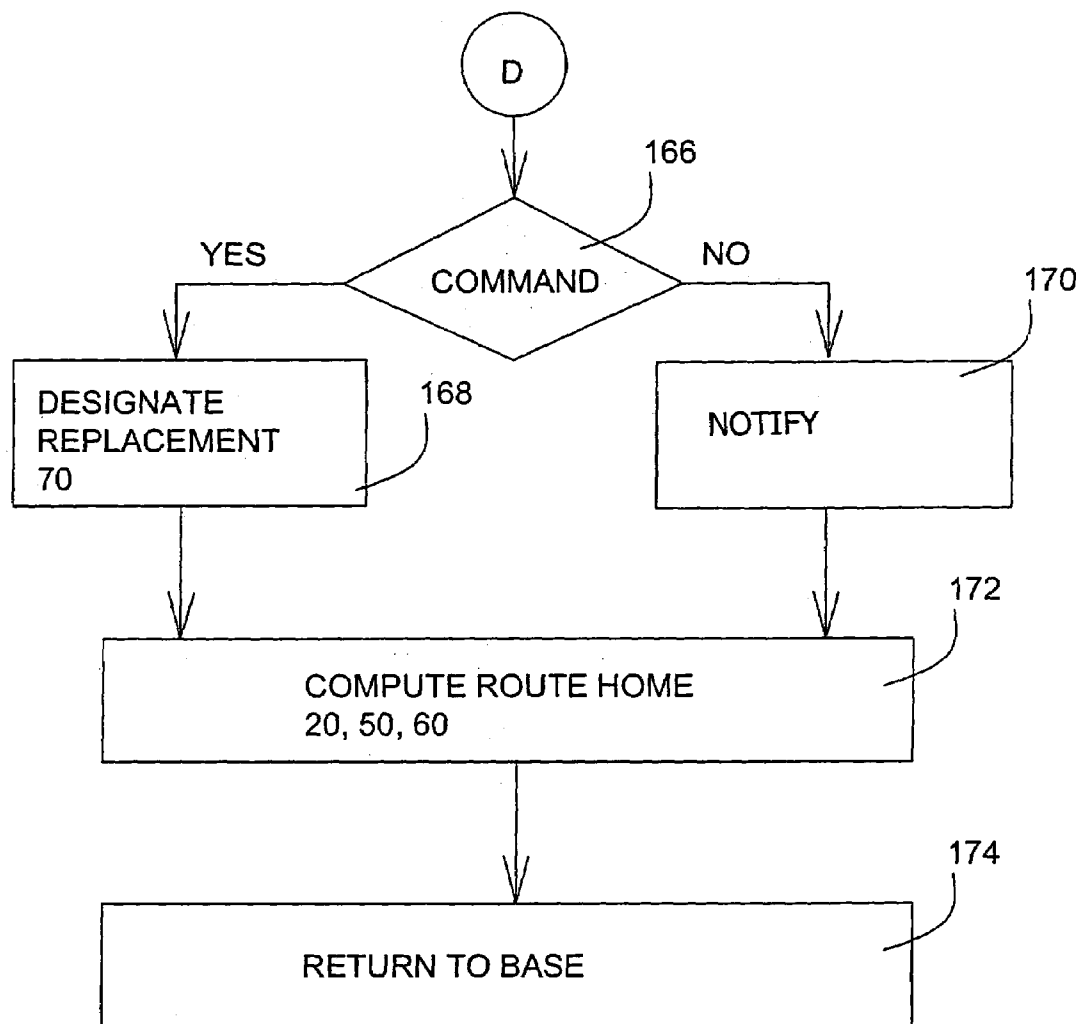 D
166
YES
COMMAND
NO
170
DESIGNATE
REPLACEMENT
70
168
NOTIFY
172
COMPUTE ROUTE HOME
20, 50, 60
174
RETURN TO BASE